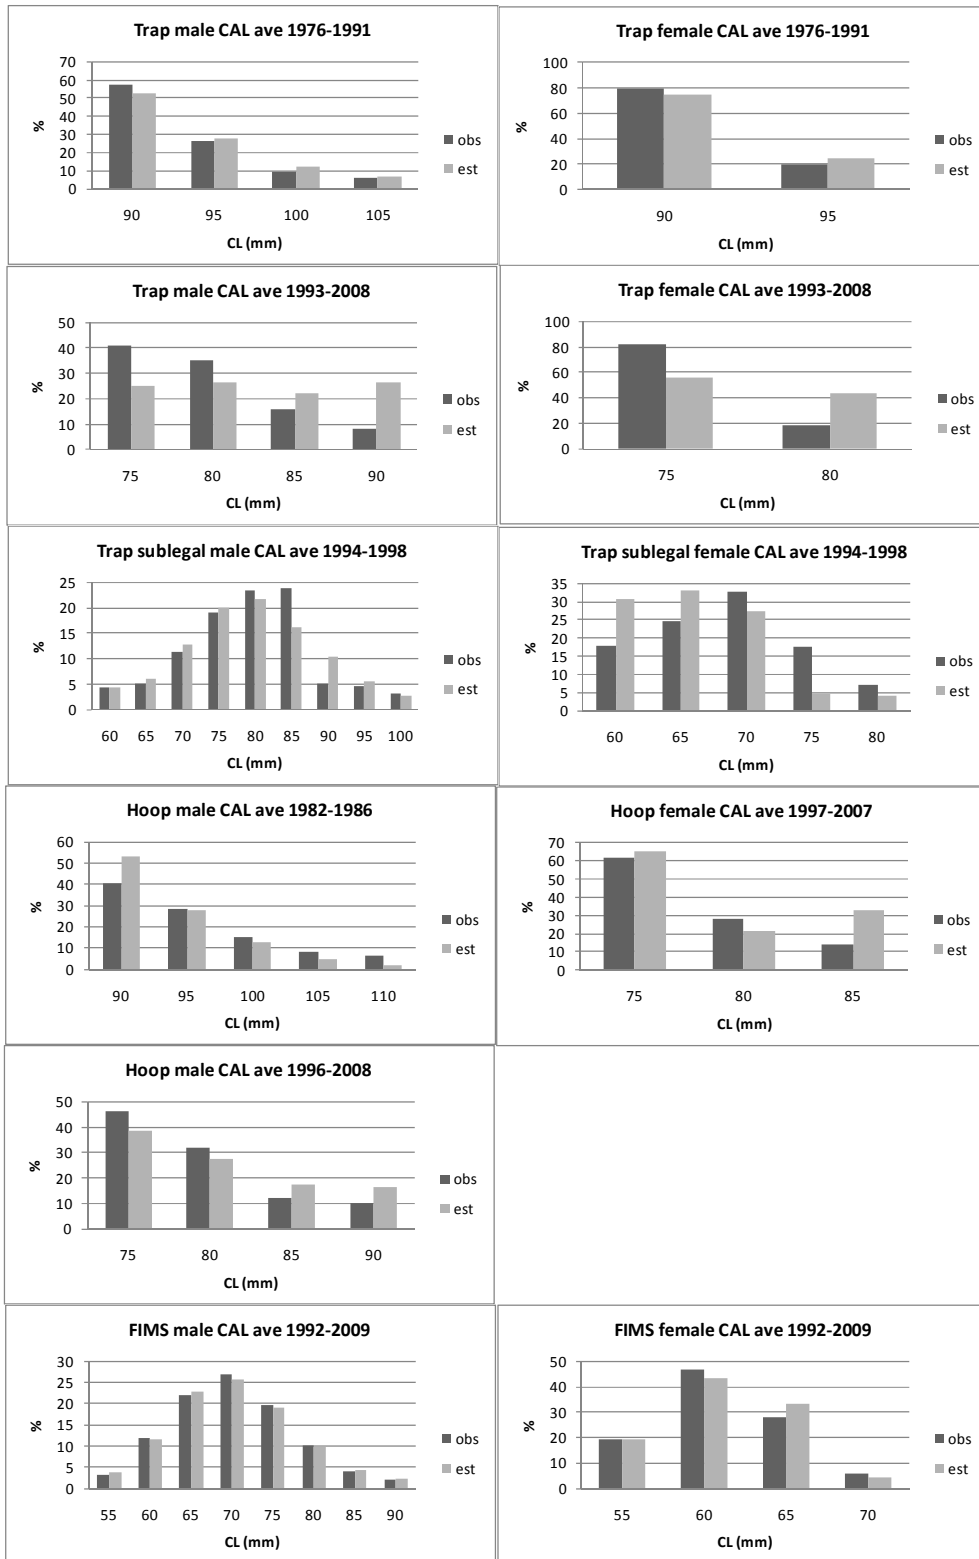 Trap male CAL ave 1976-1991
70
60
50
40
30
20
10
0
%
90 95 100 105
CL (mm)
obs
est
Trap female CAL ave 1976-1991
100
80
60
40
20
0
%
90 95
CL (mm)
obs
est
Trap male CAL ave 1993-2008
50
40
30
20
10
0
%
75 80 85 90
CL (mm)
obs
est
Trap female CAL ave 1993-2008
100
80
60
40
20
0
%
75 80
CL (mm)
obs
est
Trap sublegal male CAL ave 1994-1998
25
20
15
10
5
0
%
60 65 70 75 80 85 90 95 100
CL (mm)
obs
est
Trap sublegal female CAL ave 1994-1998
35
30
25
20
15
10
5
0
%
60 65 70 75 80
CL (mm)
obs
est
Hoop male CAL ave 1982-1986
60
50
40
30
20
10
0
%
90 95 100 105 110
CL (mm)
obs
est
Hoop female CAL ave 1997-2007
70
60
50
40
30
20
10
0
%
75 80 85
CL (mm)
obs
est
Hoop male CAL ave 1996-2008
50
40
30
20
10
0
%
75 80 85 90
CL (mm)
obs
est
FIMS male CAL ave 1992-2009
30
25
20
15
10
5
0
%
55 60 65 70 75 80 85 90
CL (mm)
obs
est
FIMS female CAL ave 1992-2009
50
40
30
20
10
0
%
55 60 65 70
CL (mm)
obs
est